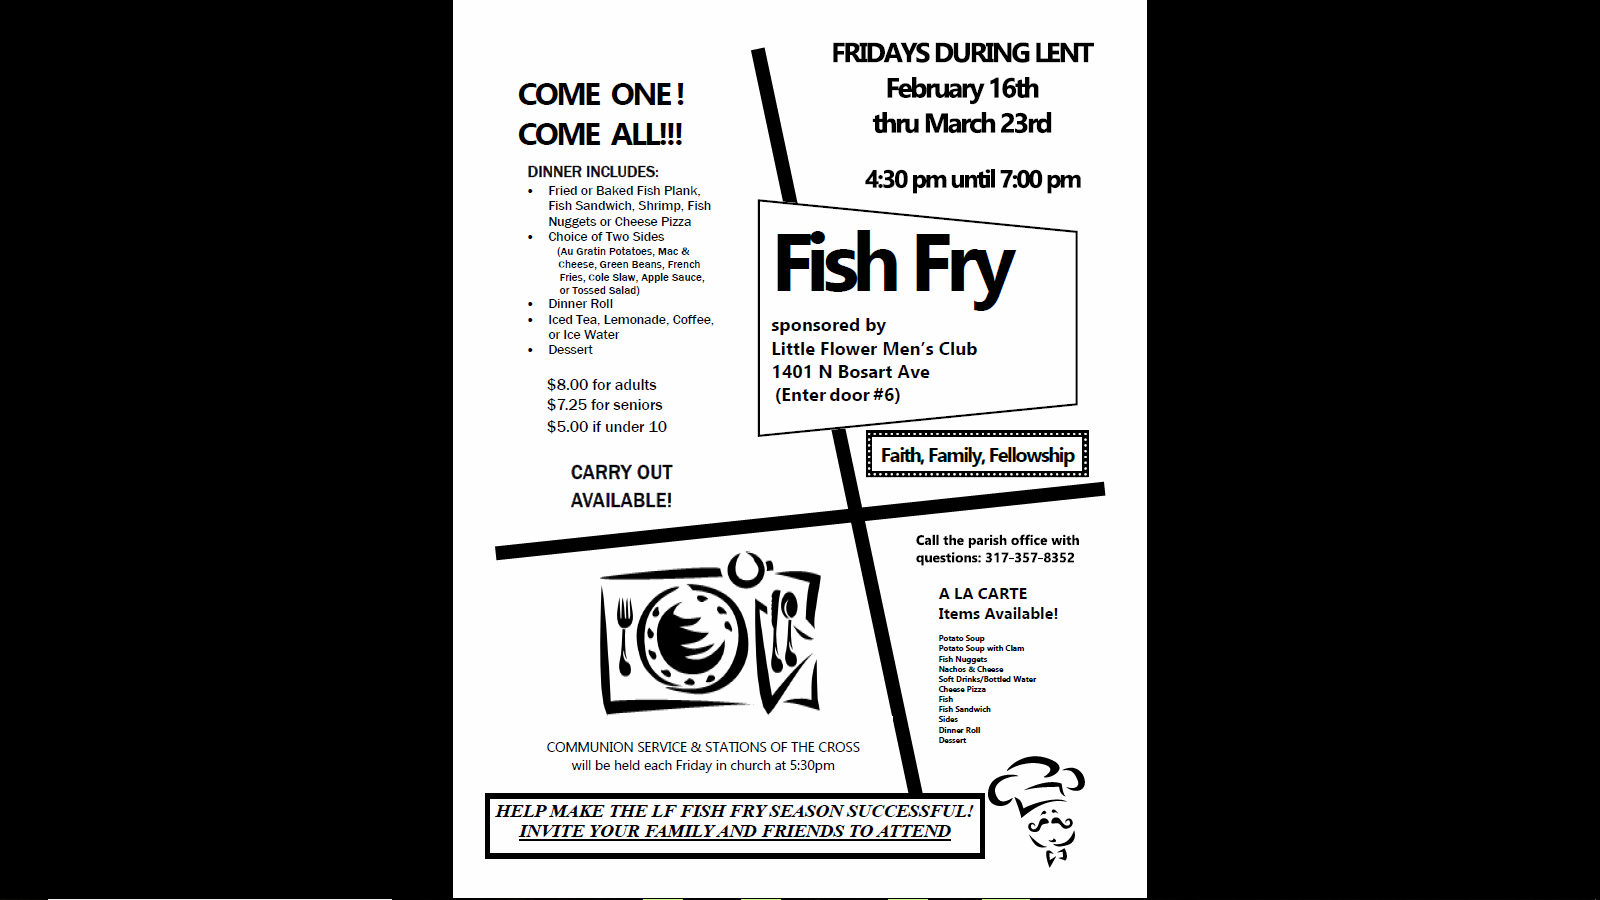 COME ONE!
COME ALL!!!
DINNER INCLUDES:
• Fried or Baked Fish Plank,
Fish Sandwich, Shrimp, Fish
Nuggets or Cheese Pizza
• Choice of Two Sides
(Au Gratin Potatoes, Mac &
Cheese, Green Beans, French
Fries, Cole Slaw, Apple Sauce,
or Tossed Salad)
• Dinner Roll
• Iced Tea, Lemonade, Coffee,
or Ice Water
• Dessert
$8.00 for adults
$7.25 for seniors
$5.00 if under 10
CARRY OUT
AVAILABLE!
FRIDAYS DURING LENT
February 16th
thru March 23rd
4:30 pm until 7:00 pm
Fish Fry
sponsored by
Little Flower Men's Club
1401 N Bosart Ave
(Enter door #6)
Faith, Family, Fellowship
Call the parish office with
questions: 317-357-8352
A LA CARTE
Items Available!
Potato Soup
Potato Soup with Clam
Fish Nuggets
Nachos & Cheese
Soft Drinks/Bottled Water
Cheese Pizza
Fish
Fish Sandwich
Sides
Dinner Roll
Dessert
COMMUNION SERVICE & STATIONS OF THE CROSS
will be held each Friday in church at 5:30pm
HELP MAKE THE LF FISH FRY SEASON SUCCESSFUL!
INVITE YOUR FAMILY AND FRIENDS TO ATTEND